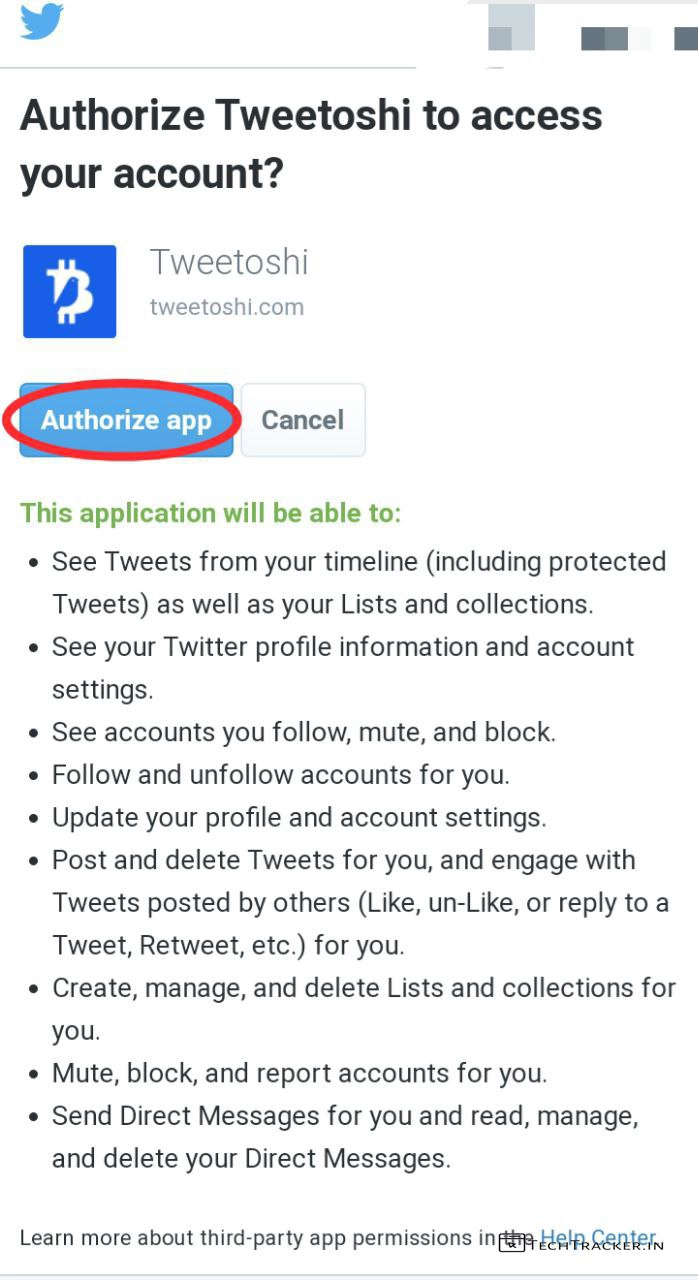 Authorize Tweetoshi to access
your account?
Tweetoshi
tweetoshi.com
Authorize app
Cancel
This application will be able to:
• See Tweets from your timeline (including protected
Tweets) as well as your Lists and collections.
• See your Twitter profile information and account
settings.
• See accounts you follow, mute, and block.
• Follow and unfollow accounts for you.
• Update your profile and account settings.
• Post and delete Tweets for you, and engage with
Tweets posted by others (Like, un-Like, or reply to a
Tweet, Retweet, etc.) for you.
• Create, manage, and delete Lists and collections for
you.
• Mute, block, and report accounts for you.
• Send Direct Messages for you and read, manage,
and delete your Direct Messages.
Learn more about third-party app permissions in the Help Center.
TECHTRACKER.IN